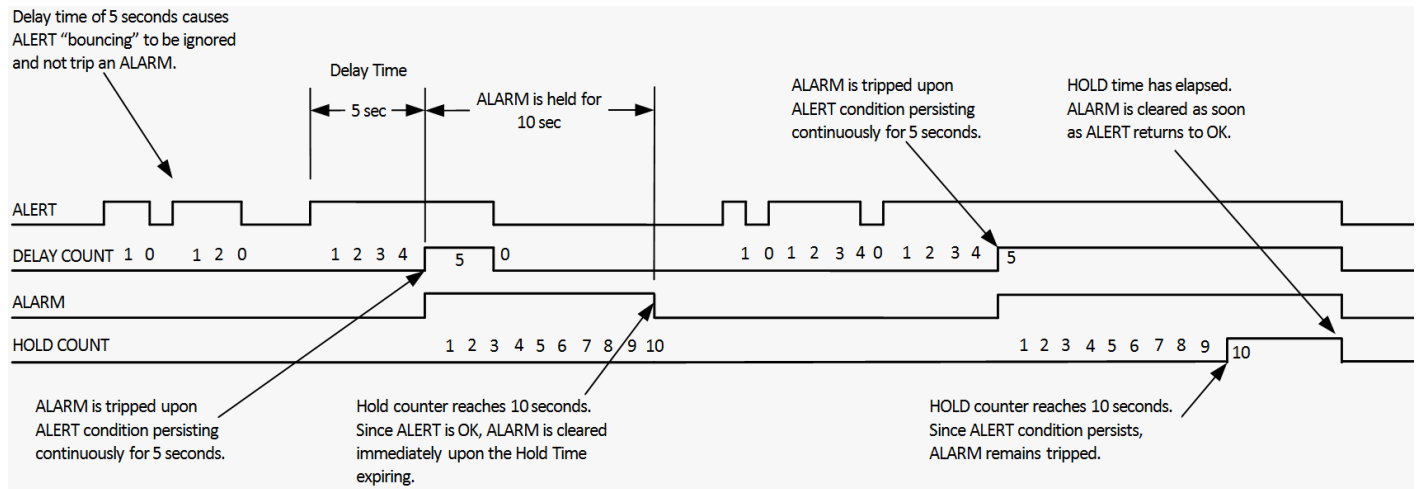 Delay time of 5 seconds causes
ALERT “bouncing” to be ignored
and not trip an ALARM.
Delay Time
5 sec
ALARM is held for
10 sec
ALARM is tripped upon
ALERT condition persisting
continuously for 5 seconds.
HOLD time has elapsed.
ALARM is cleared as soon
as ALERT returns to OK.
ALERT
DELAY COUNT 1 0 1 2 0 1 2 3 4 5 0 1 0 1 2 3 4 0 1 2 3 4 5
ALARM
HOLD COUNT 1 2 3 4 5 6 7 8 9 10 1 2 3 4 5 6 7 8 9 10
ALARM is tripped upon
ALERT condition persisting
continuously for 5 seconds.
Hold counter reaches 10 seconds.
Since ALERT is OK, ALARM is cleared
immediately upon the Hold Time
expiring.
HOLD counter reaches 10 seconds.
Since ALERT condition persists,
ALARM remains tripped.